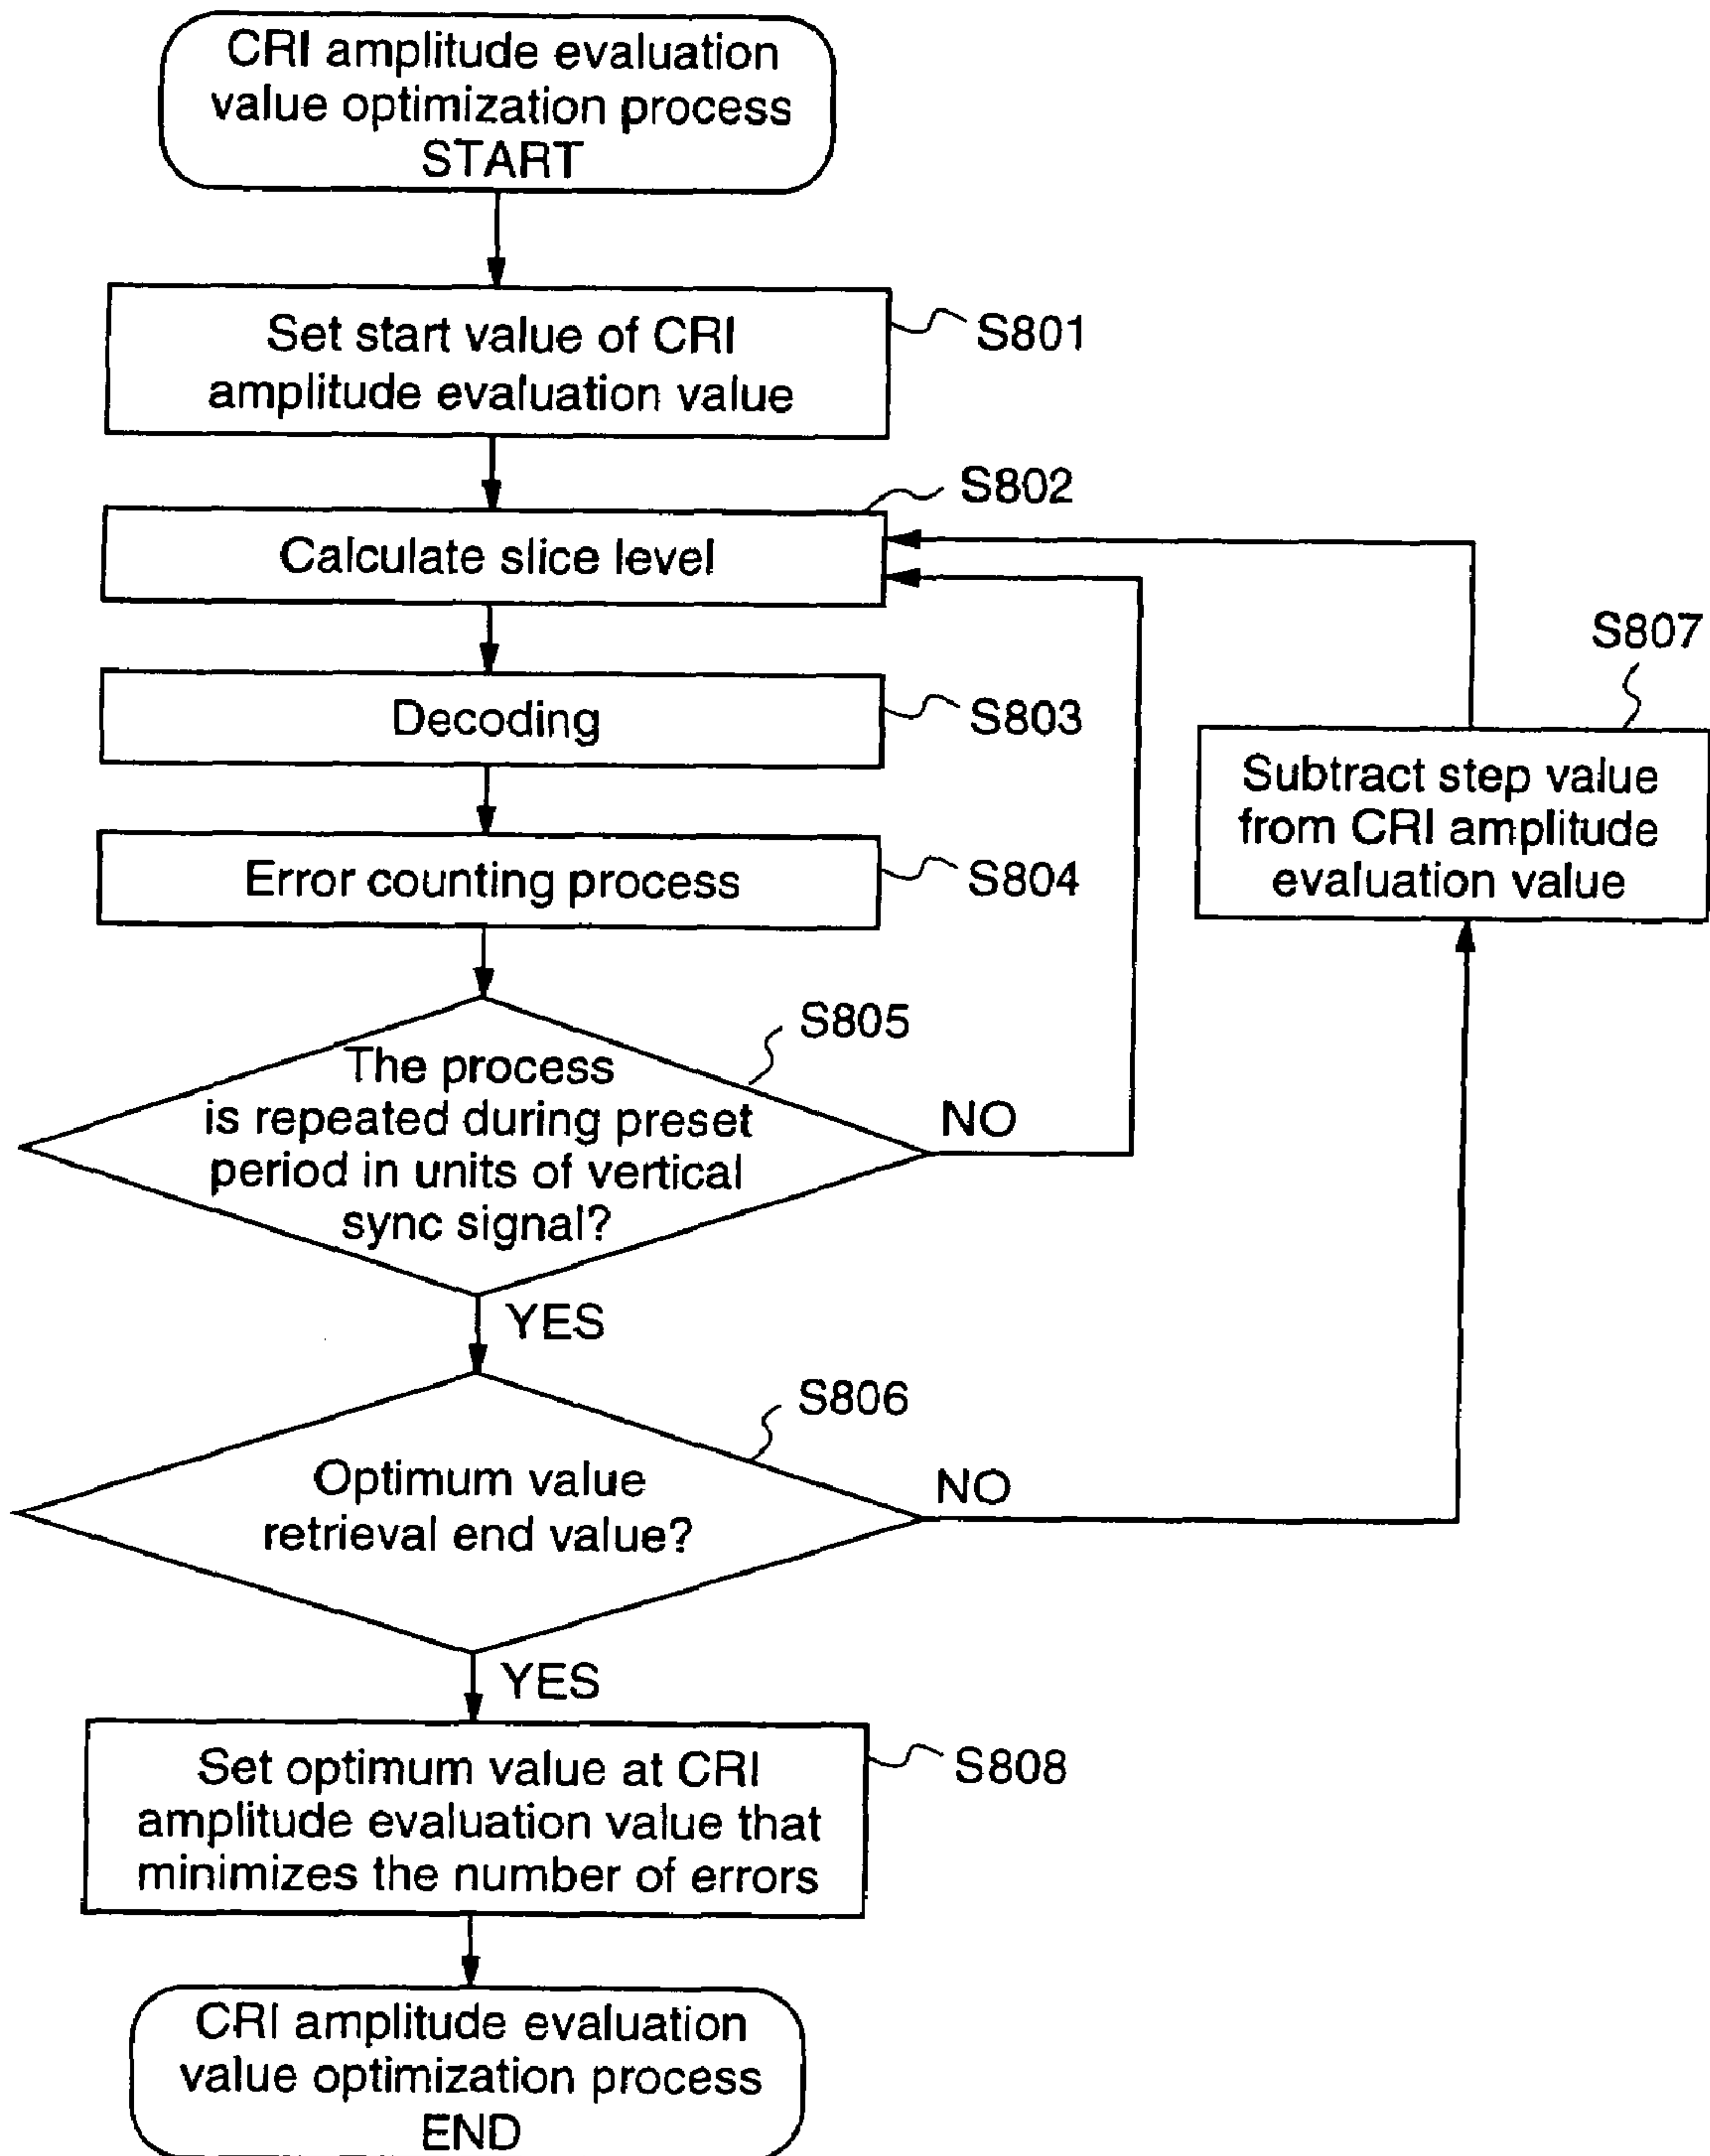 CRI amplitude evaluation
value optimization process
START
Set start value of CRI
amplitude evaluation value
S801
S802
Calculate slice level
Decoding
S803
S807
Subtract step value
from CRI amplitude
evaluation value
Error counting process
S804
S805
The process
is repeated during preset
period in units of vertical
sync signal?
NO
YES
S806
Optimum value
retrieval end value?
NO
YES
Set optimum value at CRI
amplitude evaluation value that
minimizes the number of errors
S808
CRI amplitude evaluation
value optimization process
END